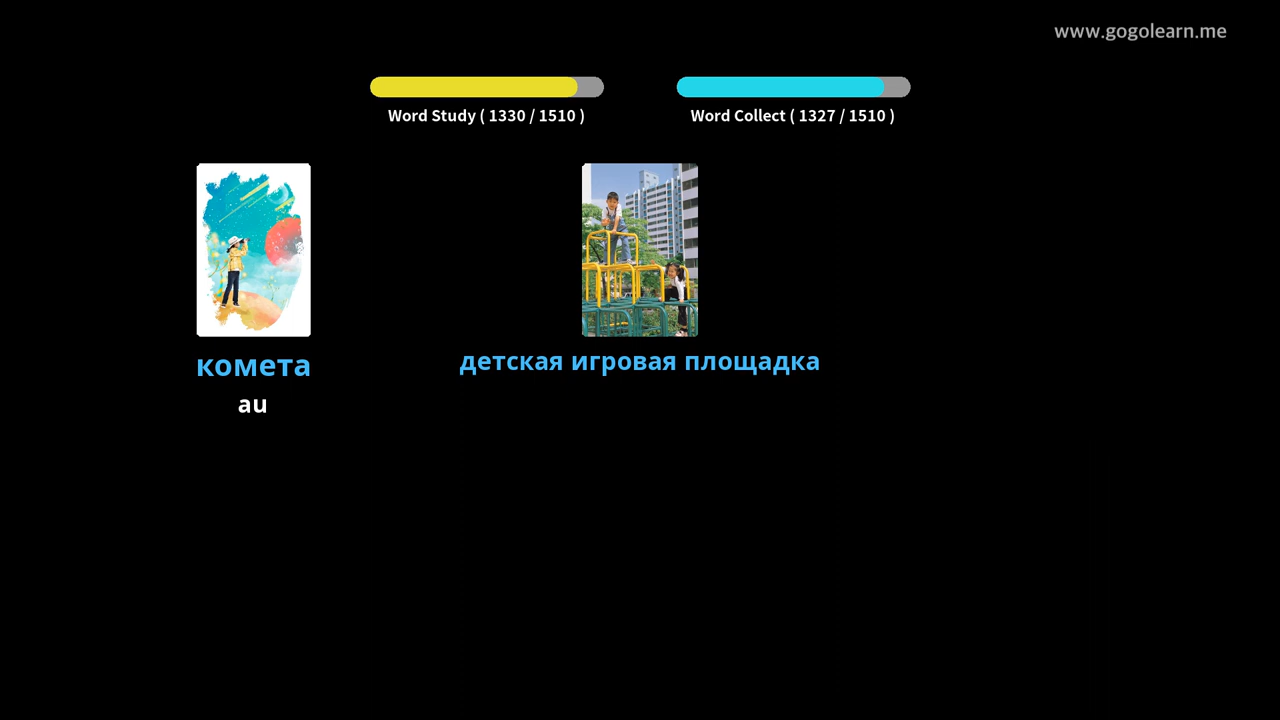 www.gogolearn.me
Word Study ( 1330 / 1510 )
Word Collect ( 1327 / 1510 )
комета
au
детская игровая площадка